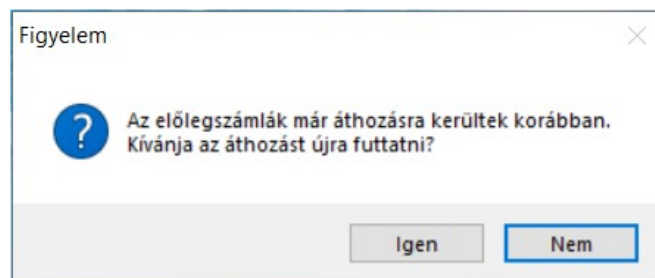 Figyelem
Az előlegszámlák már áthozásra kerültek korábban.
Kívánja az áthozást újra futtatni?
Igen
Nem